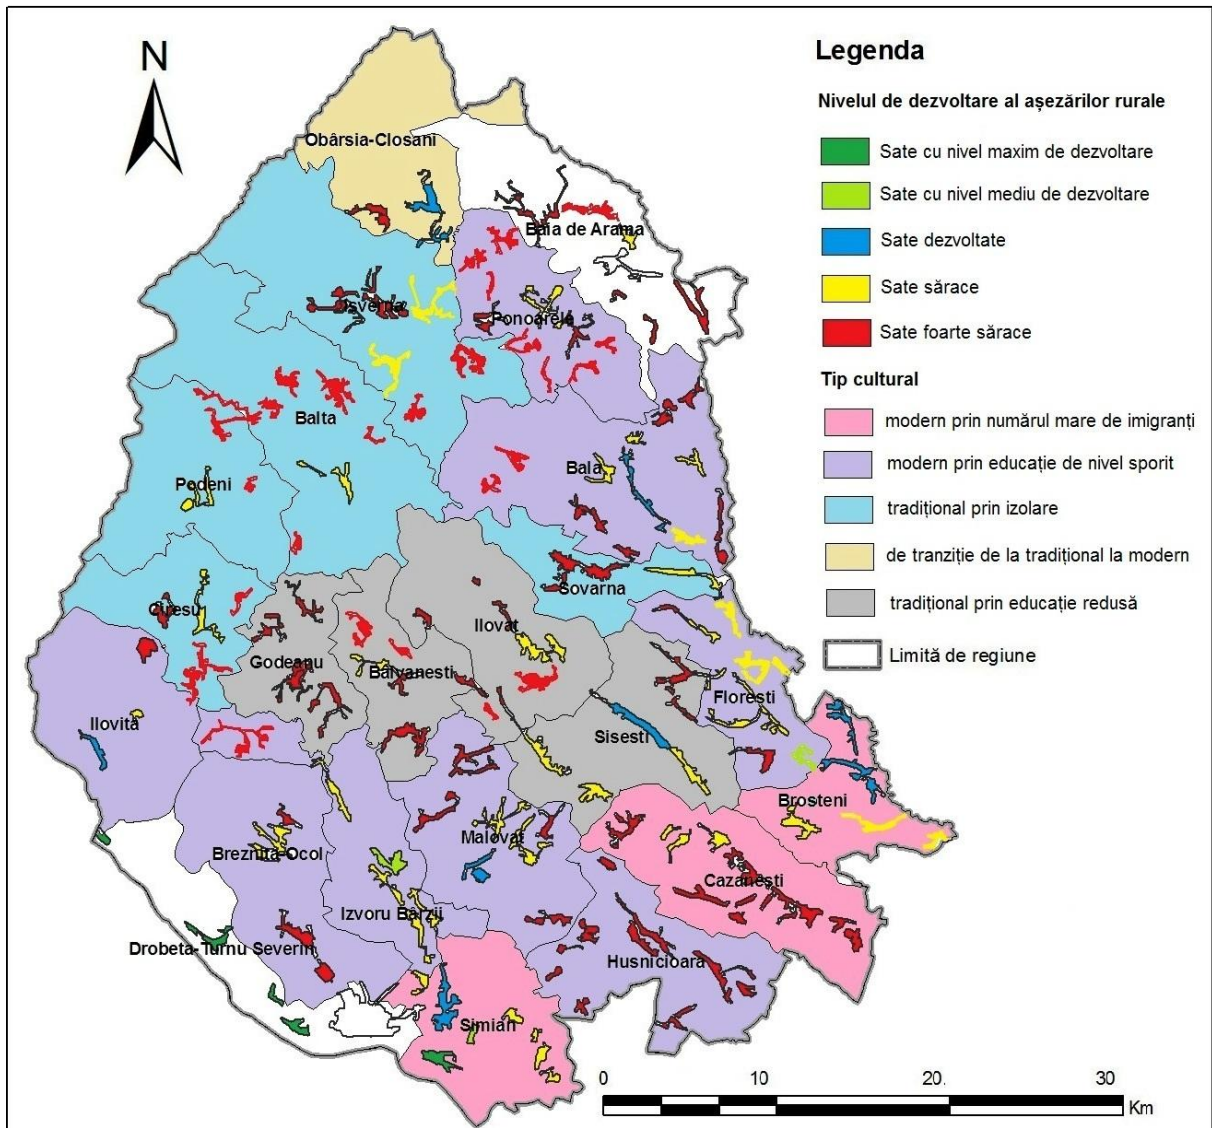 N
Legenda
Nivelul de dezvoltare al așezărilor rurale
Sate cu nivel maxim de dezvoltare
Sate cu nivel mediu de dezvoltare
Sate dezvoltate
Sate sărace
Sate foarte sărace
Tip cultural
modern prin numărul mare de imigranți
modern prin educație de nivel sporit
tradițional prin izolare
de tranziție de la tradițional la modern
tradițional prin educație redusă
Limită de regiune
Obârsia-Closani
Baia de Arama
Isverna
Ponoarele
Balta
Bala
Podeni
Sovarna
Ciresu
Ilovat
Godeanu
Bâlvanesti
Floresti
Ilovita
Sisesti
Brosteni
Malovat
Breznita-Ocol
Cazanesti
Izvoru Bârzii
Drobeta-Turnu Severin
Husnicioara
Simian
0 10 20. 30
Km